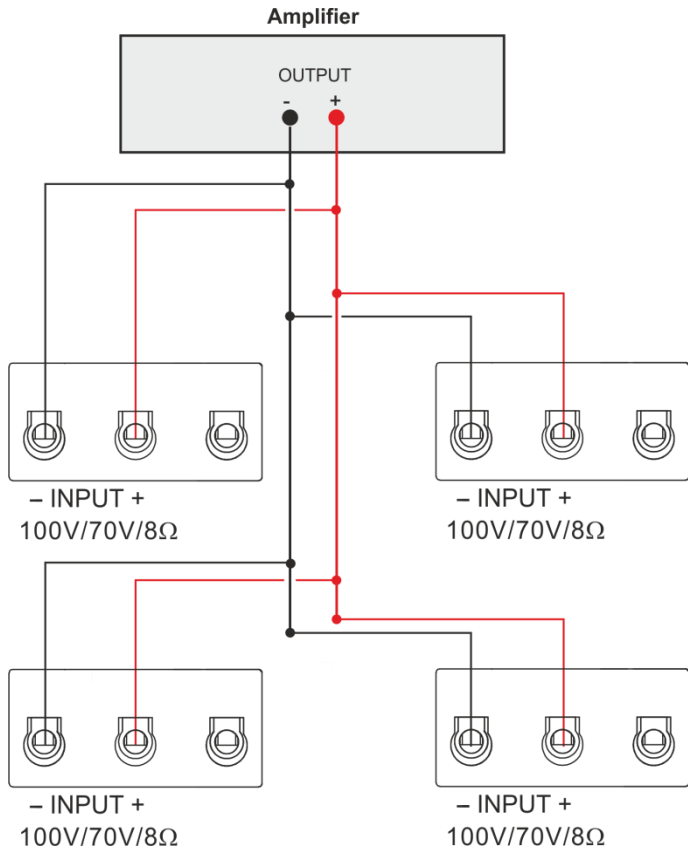 Amplifier
OUTPUT
- +
– INPUT +
100V/70V/8Ω
– INPUT +
100V/70V/8Ω
– INPUT +
100V/70V/8Ω
– INPUT +
100V/70V/8Ω